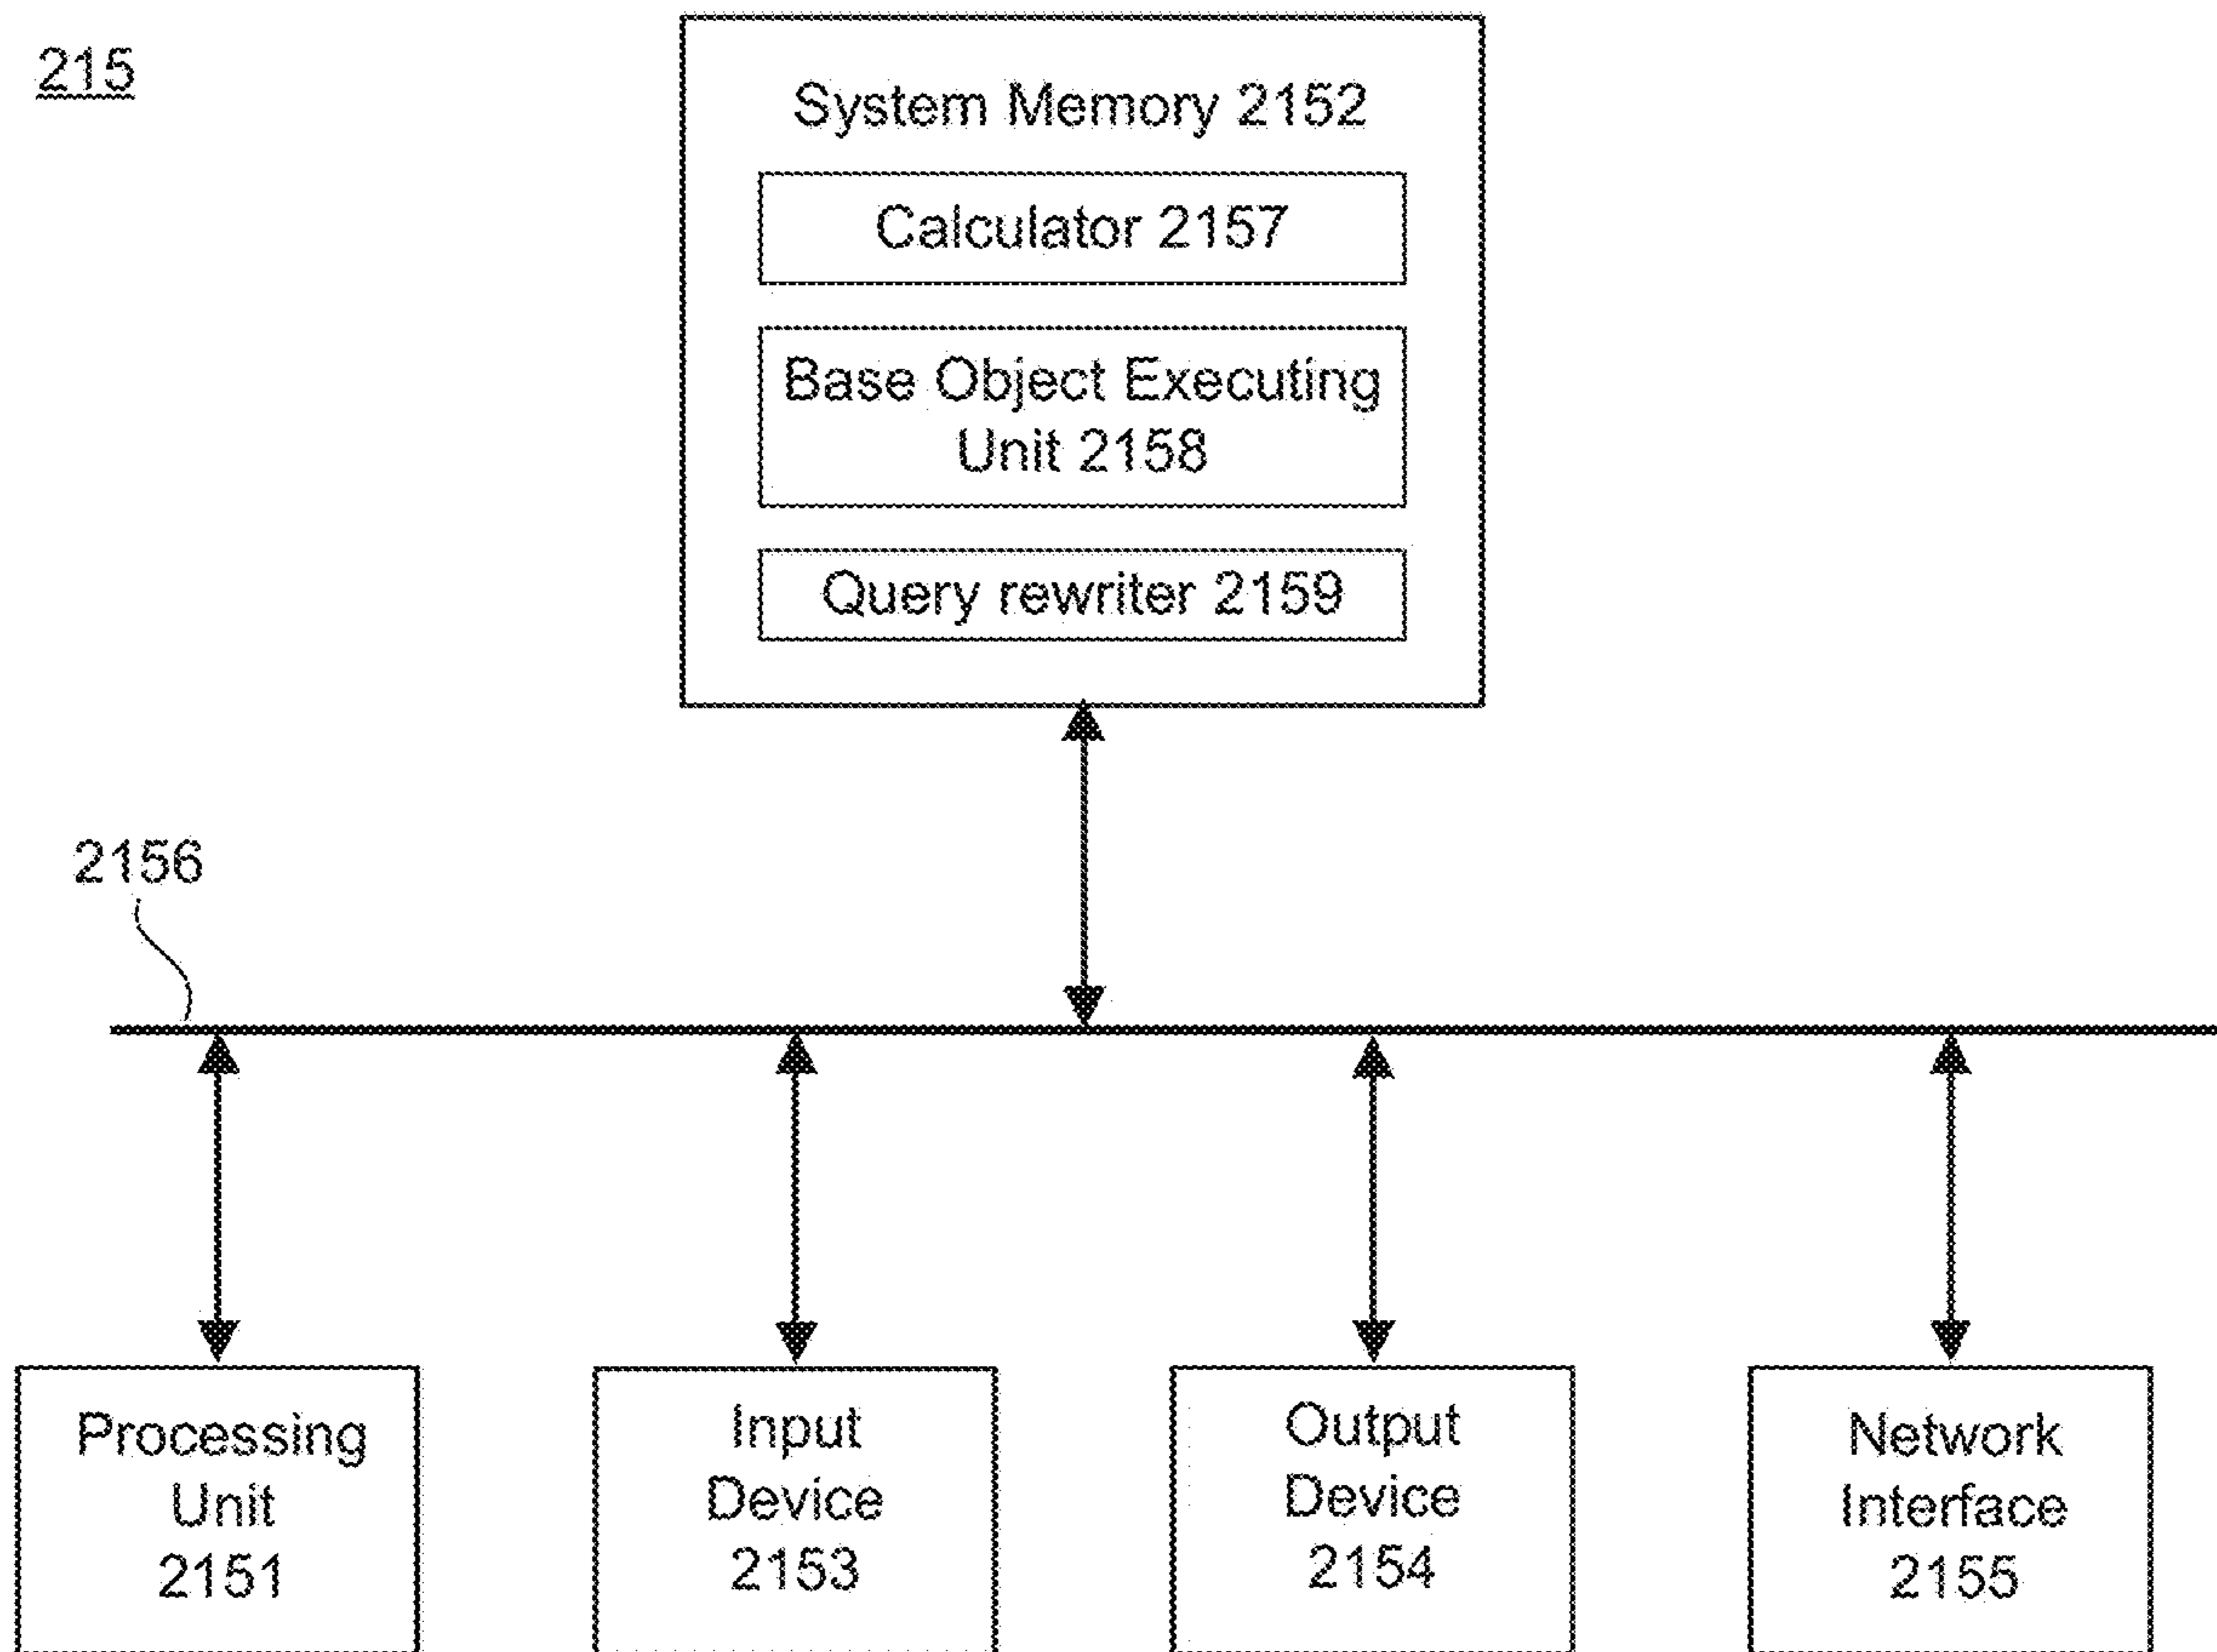 215
System Memory 2152
Calculator 2157
Base Object Executing
Unit 2158
Query rewriter 2159
2156
Processing
Unit
2151
Input
Device
2153
Output
Device
2154
Network
Interface
2155